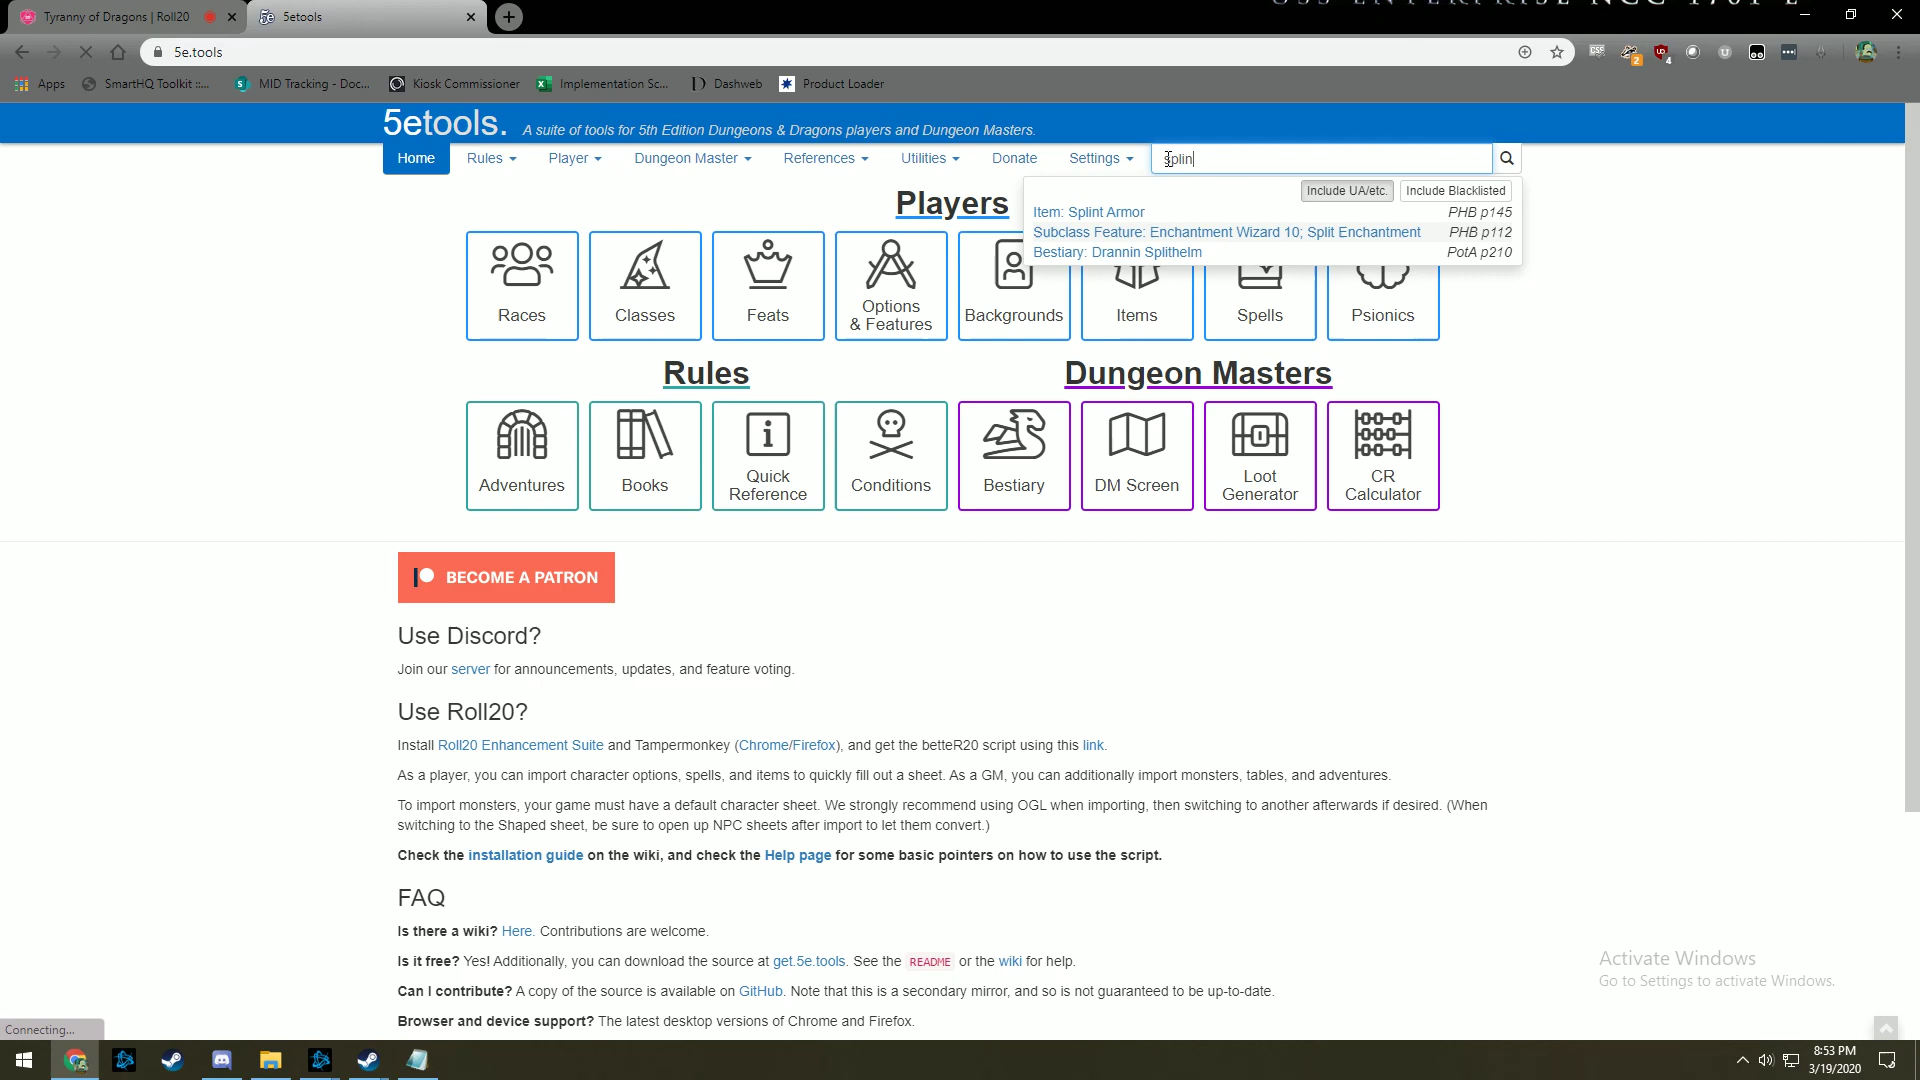 Tyranny of Dragons | Roll20
5etools
5e.tools
Apps
SmartHQ Toolkit ::...
MID Tracking - Doc...
Kiosk Commissioner
Implementation Sc...
Dashweb
Product Loader
5etools.
A suite of tools for 5th Edition Dungeons & Dragons players and Dungeon Masters.
Home
Rules
Player
Dungeon Master
References
Utilities
Donate
Settings
splin
Include UA/etc.
Include Blacklisted
Item: Splint Armor
PHB p145
Subclass Feature: Enchantment Wizard 10; Split Enchantment
PHB p112
Bestiary: Drannin Splithelm
PotA p210
Players
Races
Classes
Feats
Options
& Features
Backgrounds
Items
Spells
Psionics
Rules
Dungeon Masters
Adventures
Books
Quick
Reference
Conditions
Bestiary
DM Screen
Loot
Generator
CR
Calculator
BECOME A PATRON
Use Discord?
Join our server for announcements, updates, and feature voting.
Use Roll20?
Install Roll20 Enhancement Suite and Tampermonkey (Chrome/Firefox), and get the betteR20 script using this link.
As a player, you can import character options, spells, and items to quickly fill out a sheet. As a GM, you can additionally import monsters, tables, and adventures.
To import monsters, your game must have a default character sheet. We strongly recommend using OGL when importing, then switching to another afterwards if desired. (When
switching to the Shaped sheet, be sure to open up NPC sheets after import to let them convert.)
Check the installation guide on the wiki, and check the Help page for some basic pointers on how to use the script.
FAQ
Is there a wiki? Here. Contributions are welcome.
Is it free? Yes! Additionally, you can download the source at get.5e.tools. See the README or the wiki for help.
Can I contribute? A copy of the source is available on GitHub. Note that this is a secondary mirror, and so is not guaranteed to be up-to-date.
Browser and device support? The latest desktop versions of Chrome and Firefox.
Activate Windows
Go to Settings to activate Windows.
Connecting...
8:53 PM
3/19/2020